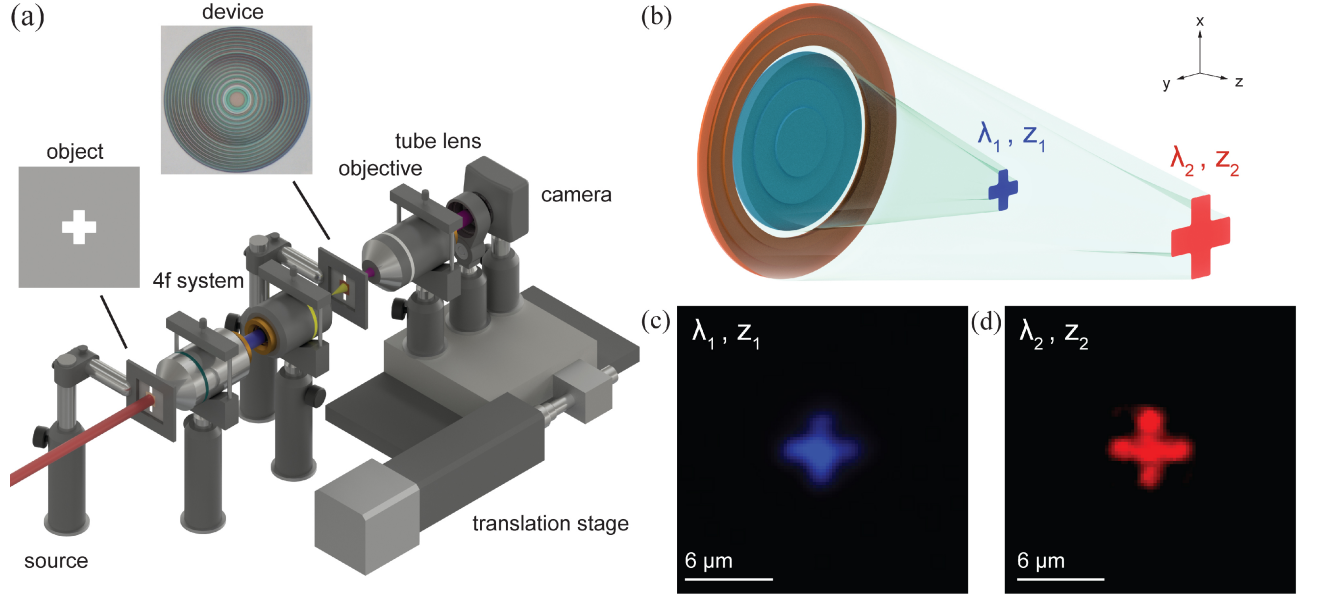 (a)
device
object
tube lens
objective
camera
4f system
translation stage
source
(b)
x
y
z
λ₁ , z₁
λ₂ , z₂
(c)
λ₁ , z₁
6 μm
(d)
λ₂ , z₂
6 μm